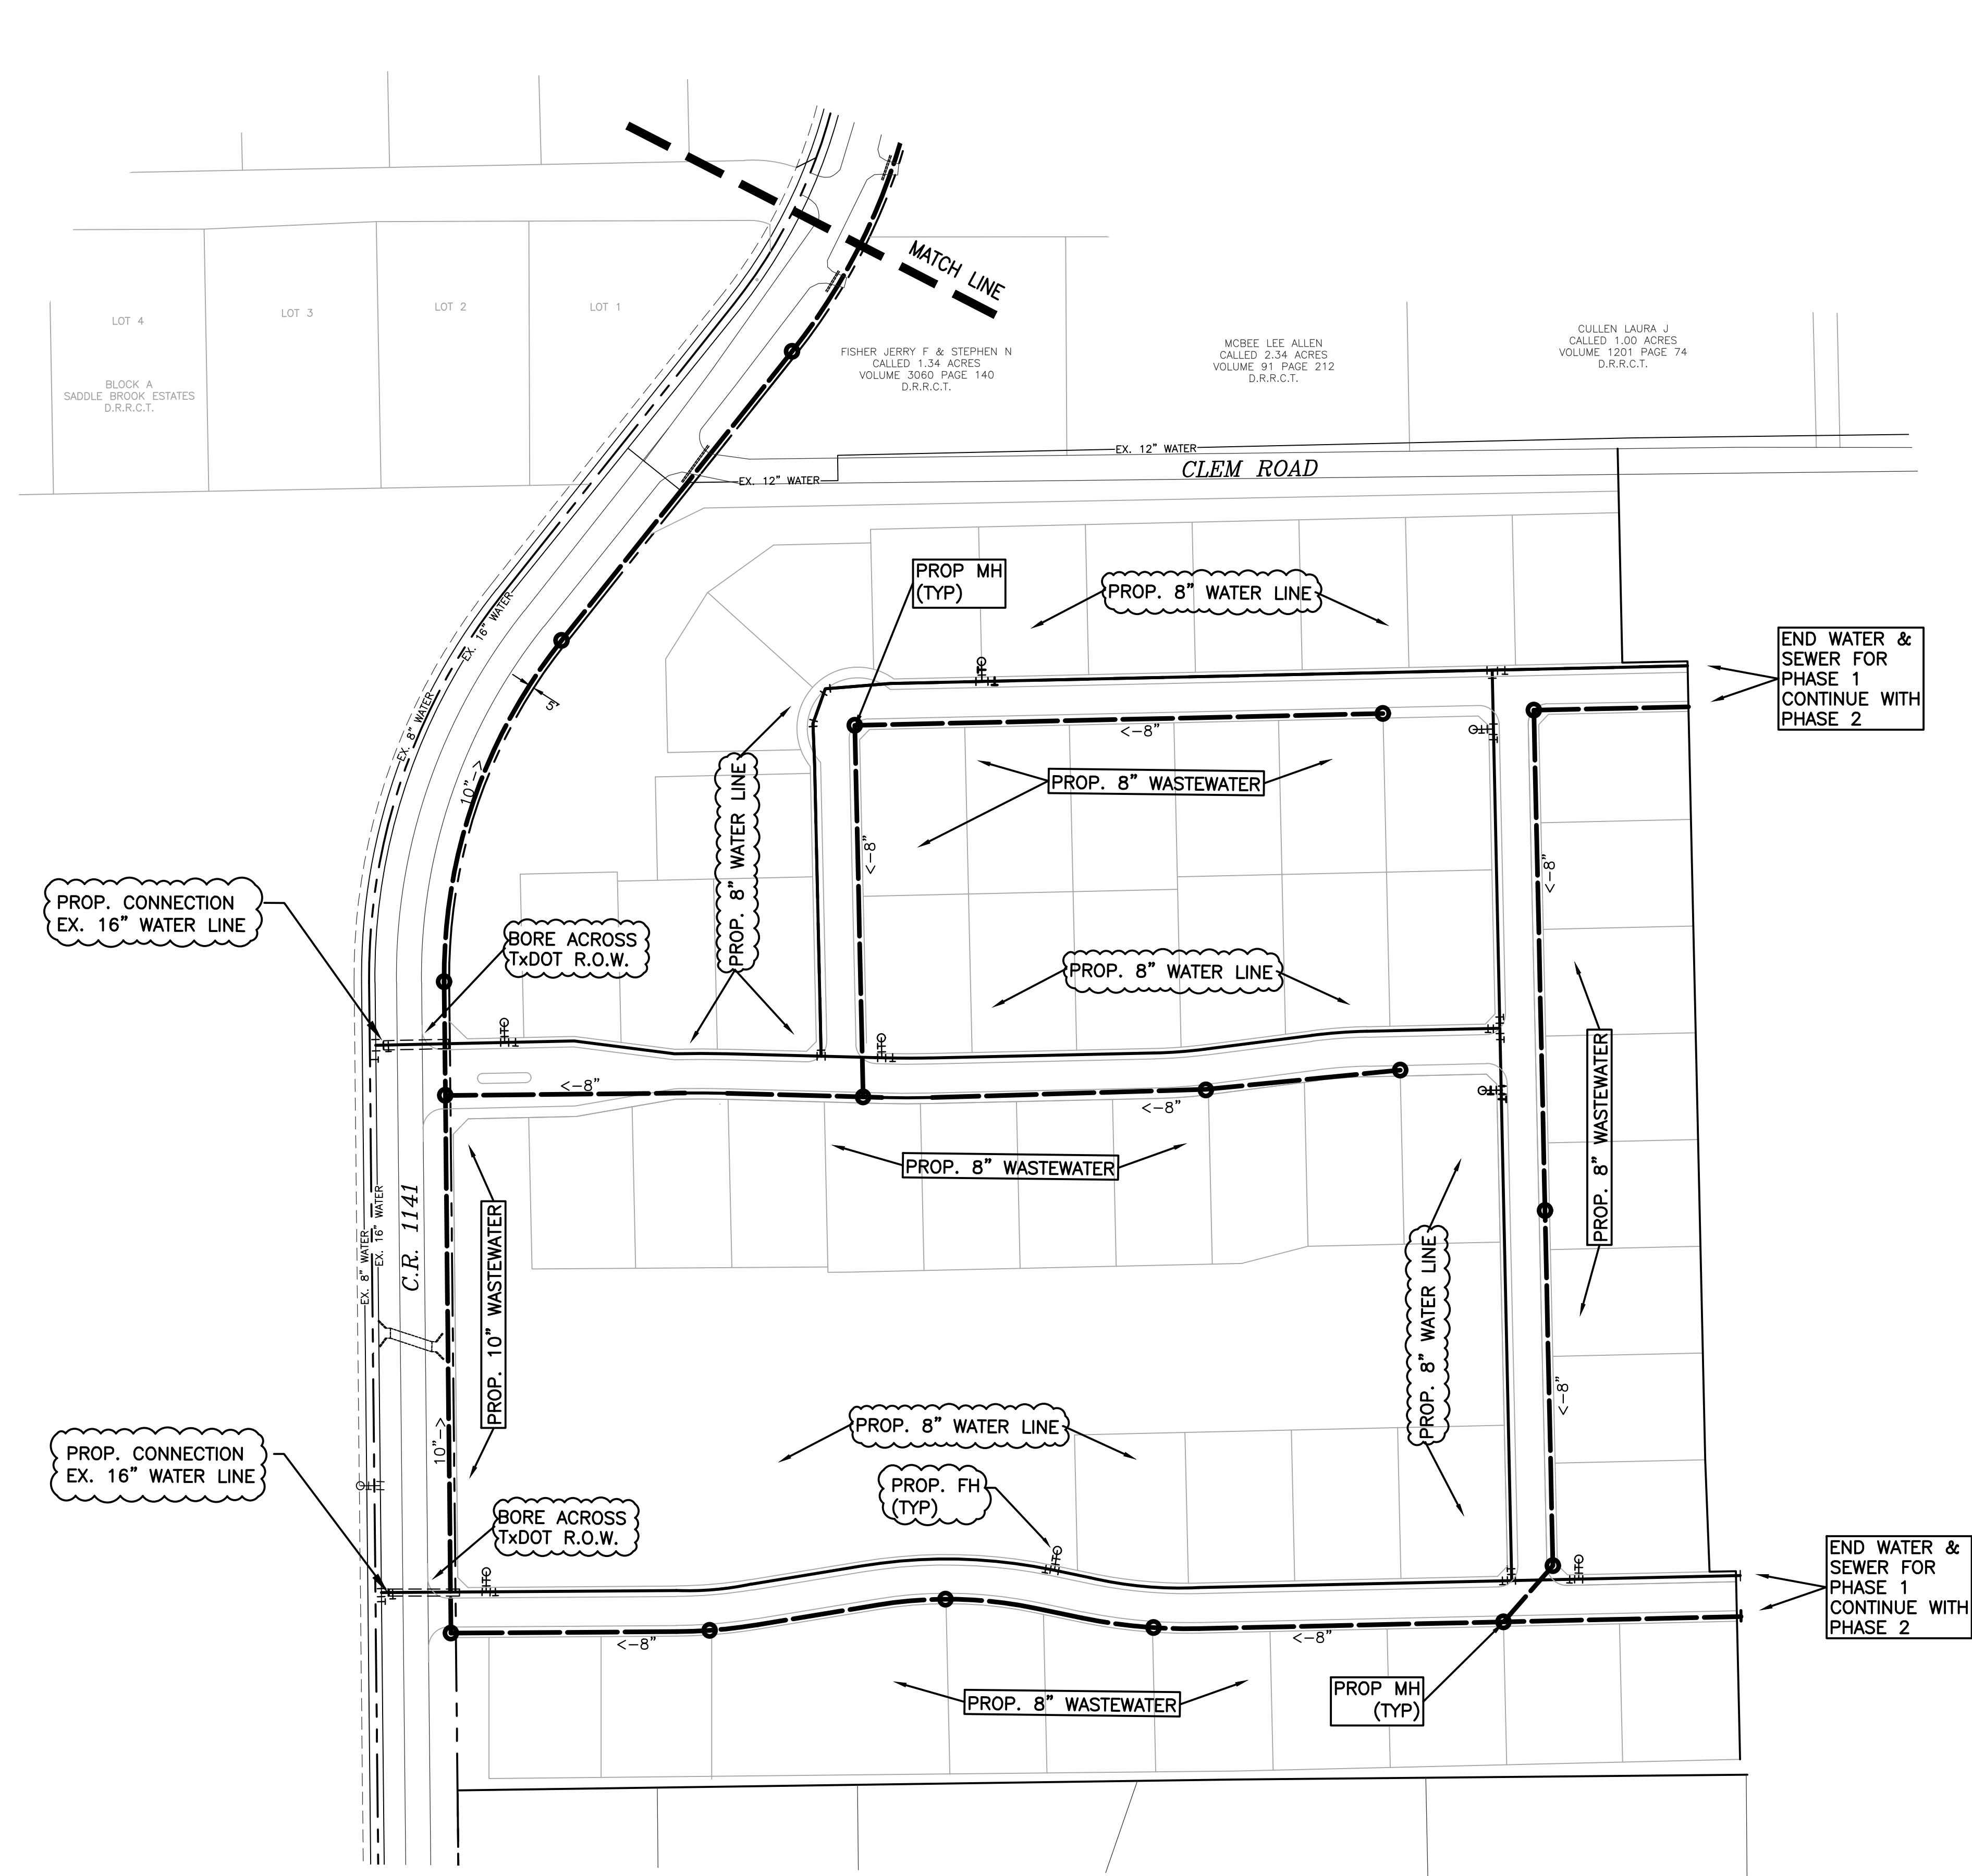 MATCH LINE
LOT 4
LOT 3
LOT 2
LOT 1
BLOCK A
SADDLE BROOK ESTATES
D.R.R.C.T.
FISHER JERRY F & STEPHEN N
CALLED 1.34 ACRES
VOLUME 3060 PAGE 140
D.R.R.C.T.
MCBEE LEE ALLEN
CALLED 2.34 ACRES
VOLUME 91 PAGE 212
D.R.R.C.T.
CULLEN LAURA J
CALLED 1.00 ACRES
VOLUME 1201 PAGE 74
D.R.R.C.T.
EX. 12" WATER
CLEM ROAD
EX. 12" WATER
PROP MH
(TYP)
PROP. 8" WATER LINE
EX. 16" WATER
END WATER &
SEWER FOR
PHASE 1
CONTINUE WITH
PHASE 2
5'
EX. 8" WATER
<-8"
10"->
PROP. 8" WASTEWATER
PROP. 8" WATER LINE
<-8"
<-8"
PROP. CONNECTION
EX. 16" WATER LINE
BORE ACROSS
TxDOT R.O.W.
PROP. 8" WATER LINE
PROP. 8" WASTEWATER
<-8"
<-8"
PROP. 8" WASTEWATER
EX. 8" WATER
EX. 16" WATER
C.R. 1141
PROP. 10" WASTEWATER
PROP. 8" WATER LINE
<-8"
10"->
PROP. 8" WATER LINE
PROP. CONNECTION
EX. 16" WATER LINE
PROP. FH
(TYP)
BORE ACROSS
TxDOT R.O.W.
END WATER &
SEWER FOR
PHASE 1
CONTINUE WITH
PHASE 2
<-8"
<-8"
PROP. 8" WASTEWATER
PROP MH
(TYP)